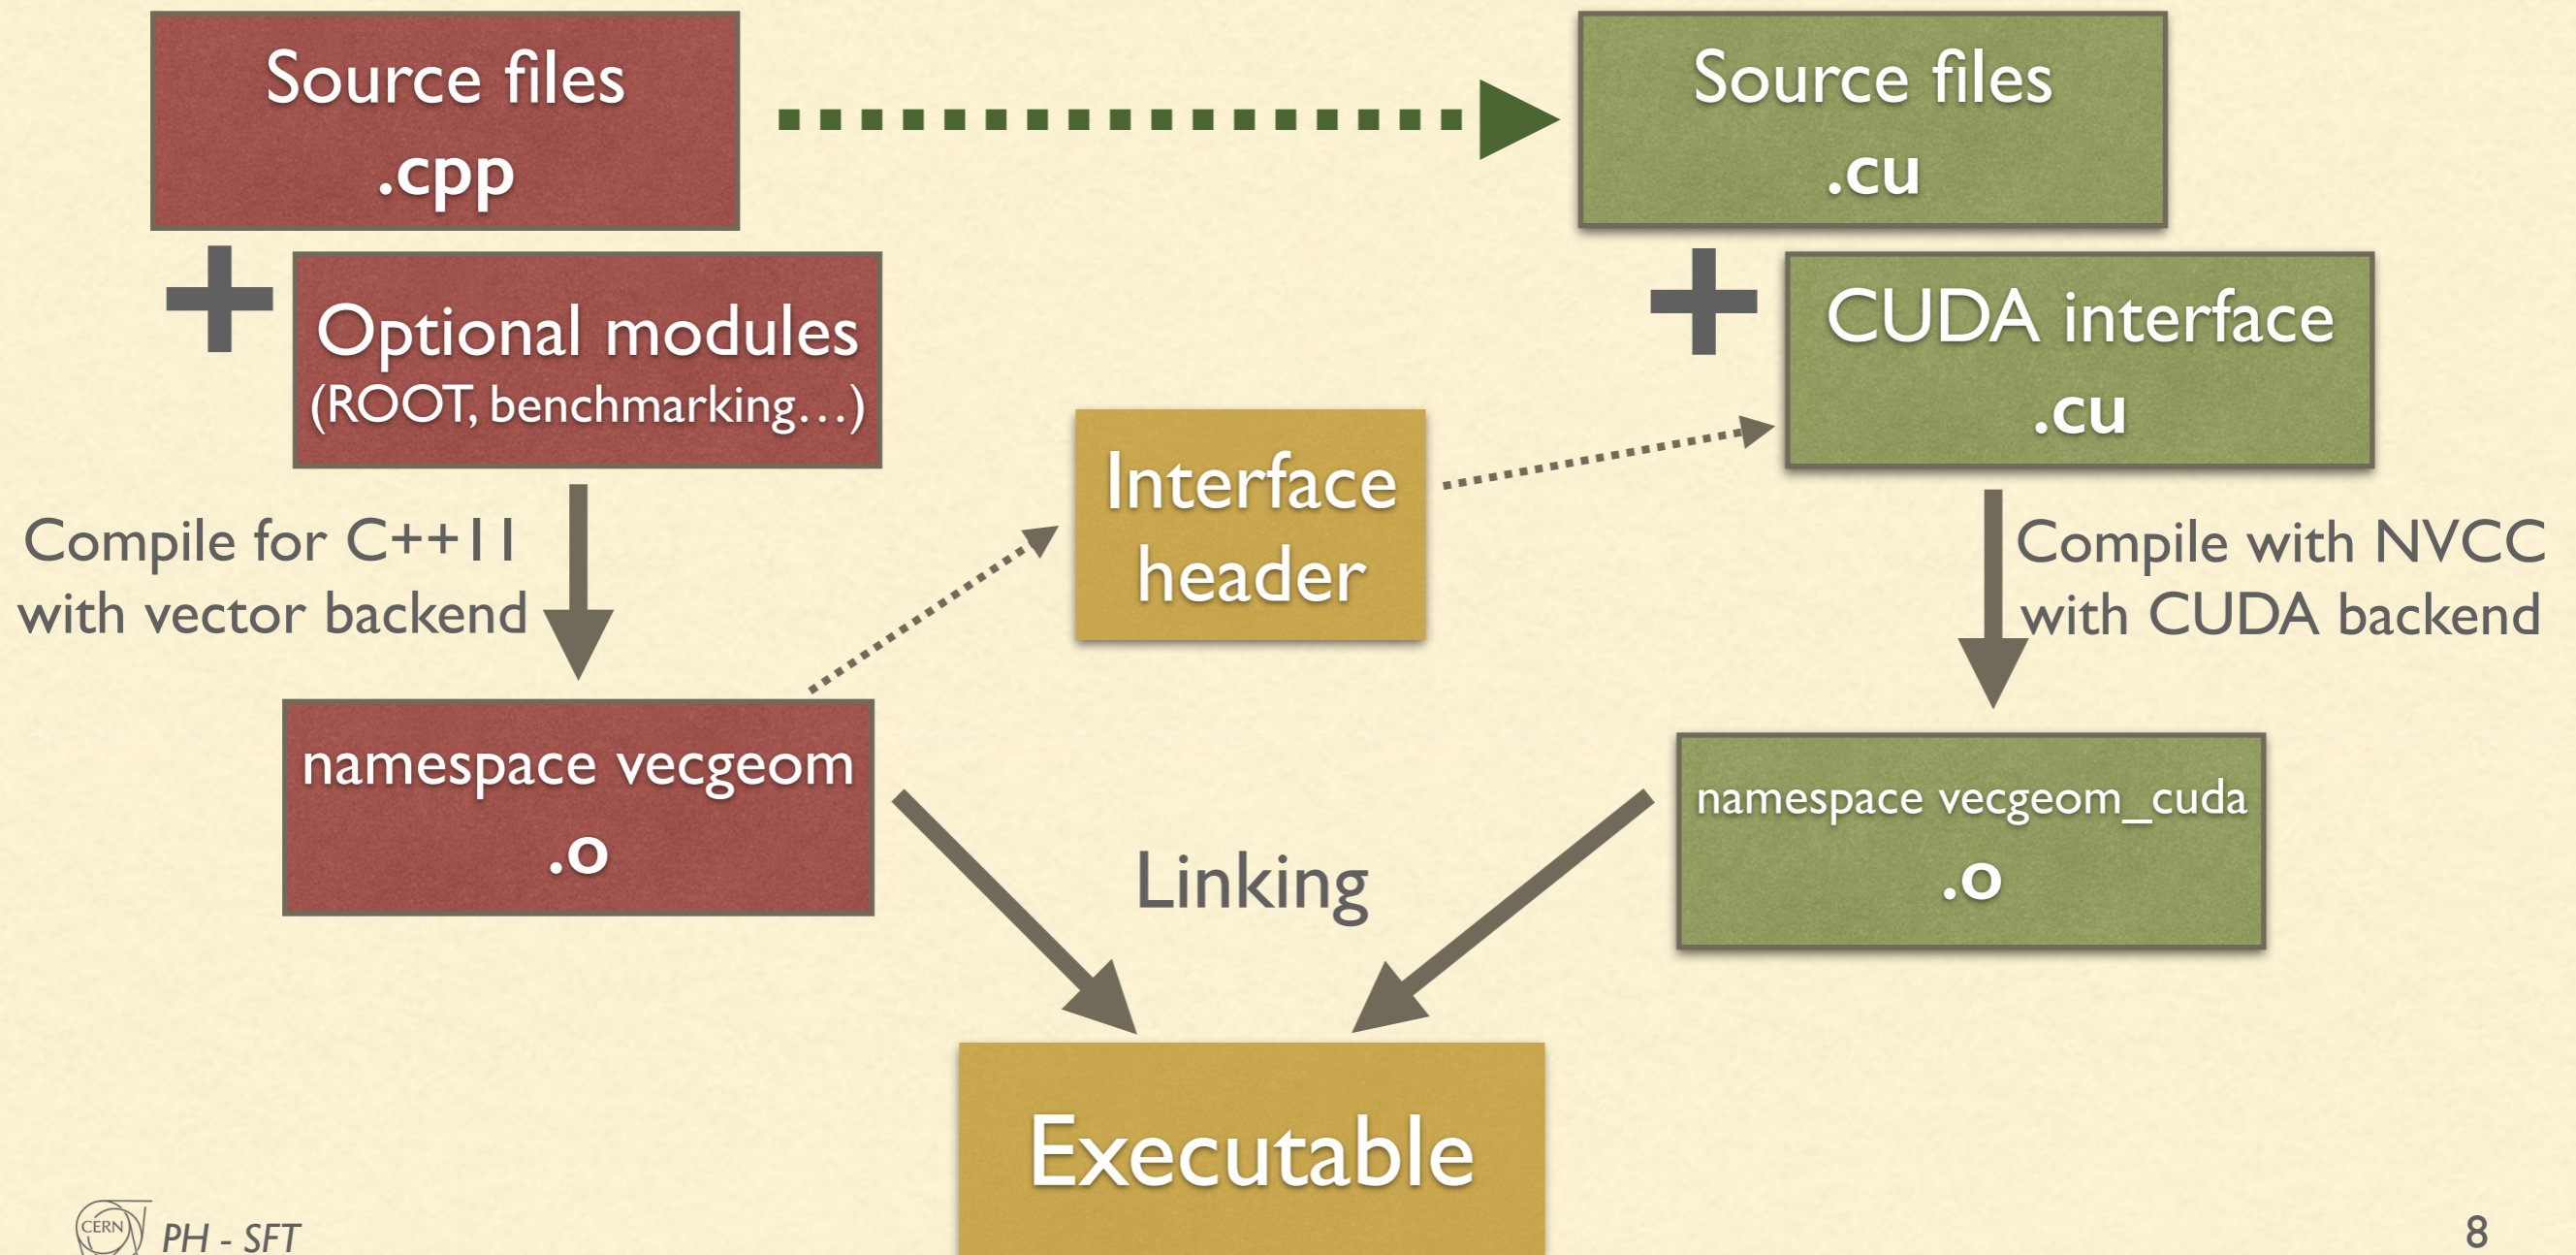 Source files
.cpp
Source files
.cu
+
Optional modules
(ROOT, benchmarking…)
+
CUDA interface
.cu
Interface
header
Compile for C++11
with vector backend
Compile with NVCC
with CUDA backend
namespace vecgeom
.o
namespace vecgeom_cuda
.o
Linking
Executable
CERN
PH - SFT
8